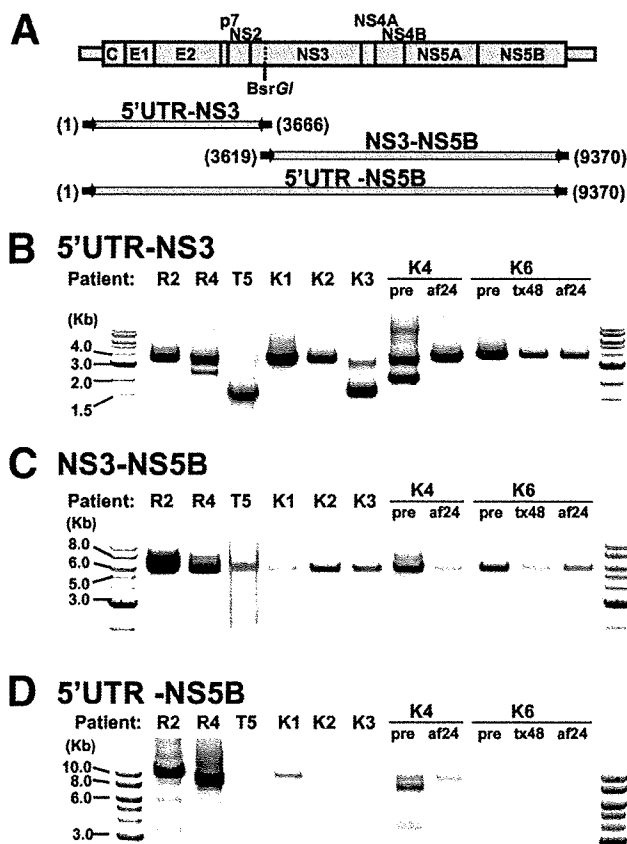 A
p7
NS2
NS4A
NS4B
C E1 E2 NS3 NS5A NS5B
BsrGI
5'UTR-NS3
(1) (3666)
NS3-NS5B
(3619) (9370)
5'UTR -NS5B
(1) (9370)
B 5'UTR-NS3
Patient: R2 R4 T5 K1 K2 K3 K4 K6
pre af24 pre tx48 af24
(Kb)
4.0
3.0
2.0
1.5
C NS3-NS5B
Patient: R2 R4 T5 K1 K2 K3 K4 K6
pre af24 pre tx48 af24
(Kb)
8.0
6.0
5.0
3.0
D 5'UTR -NS5B
Patient: R2 R4 T5 K1 K2 K3 K4 K6
pre af24 pre tx48 af24
(Kb)
10.0
8.0
6.0
3.0